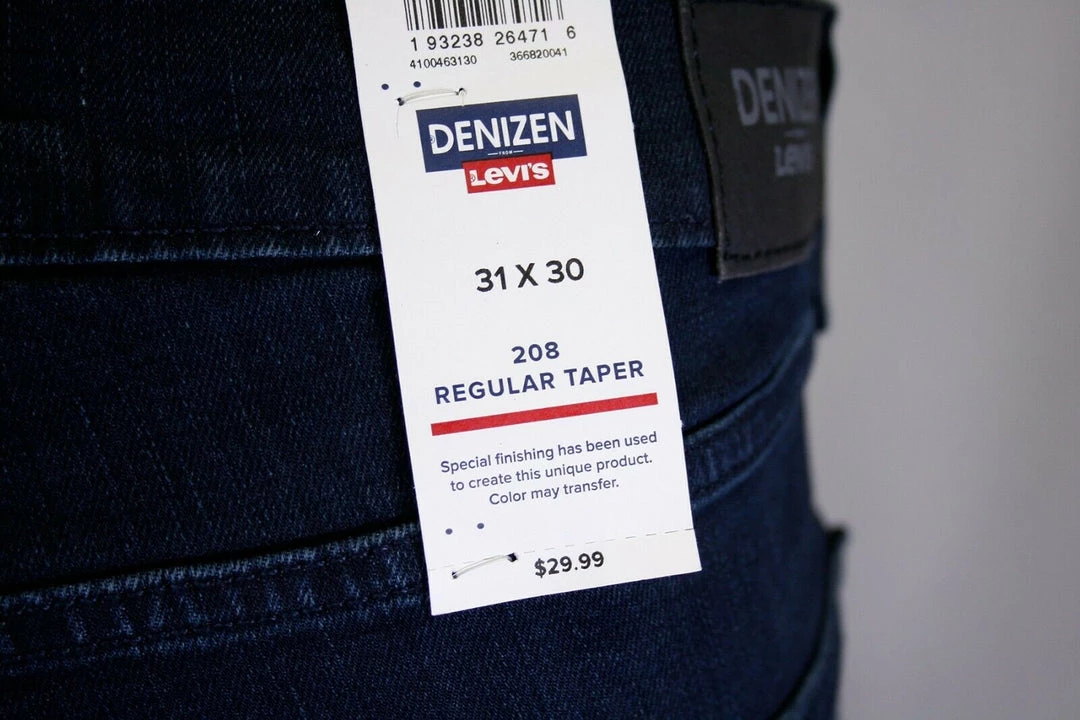 1 93238 26471 6
4100463130 366820041
DENIZEN
FROM
Levi's
31 X 30
208
REGULAR TAPER
Special finishing has been used
to create this unique product.
Color may transfer.
$29.99
DENIZEN
Levi's